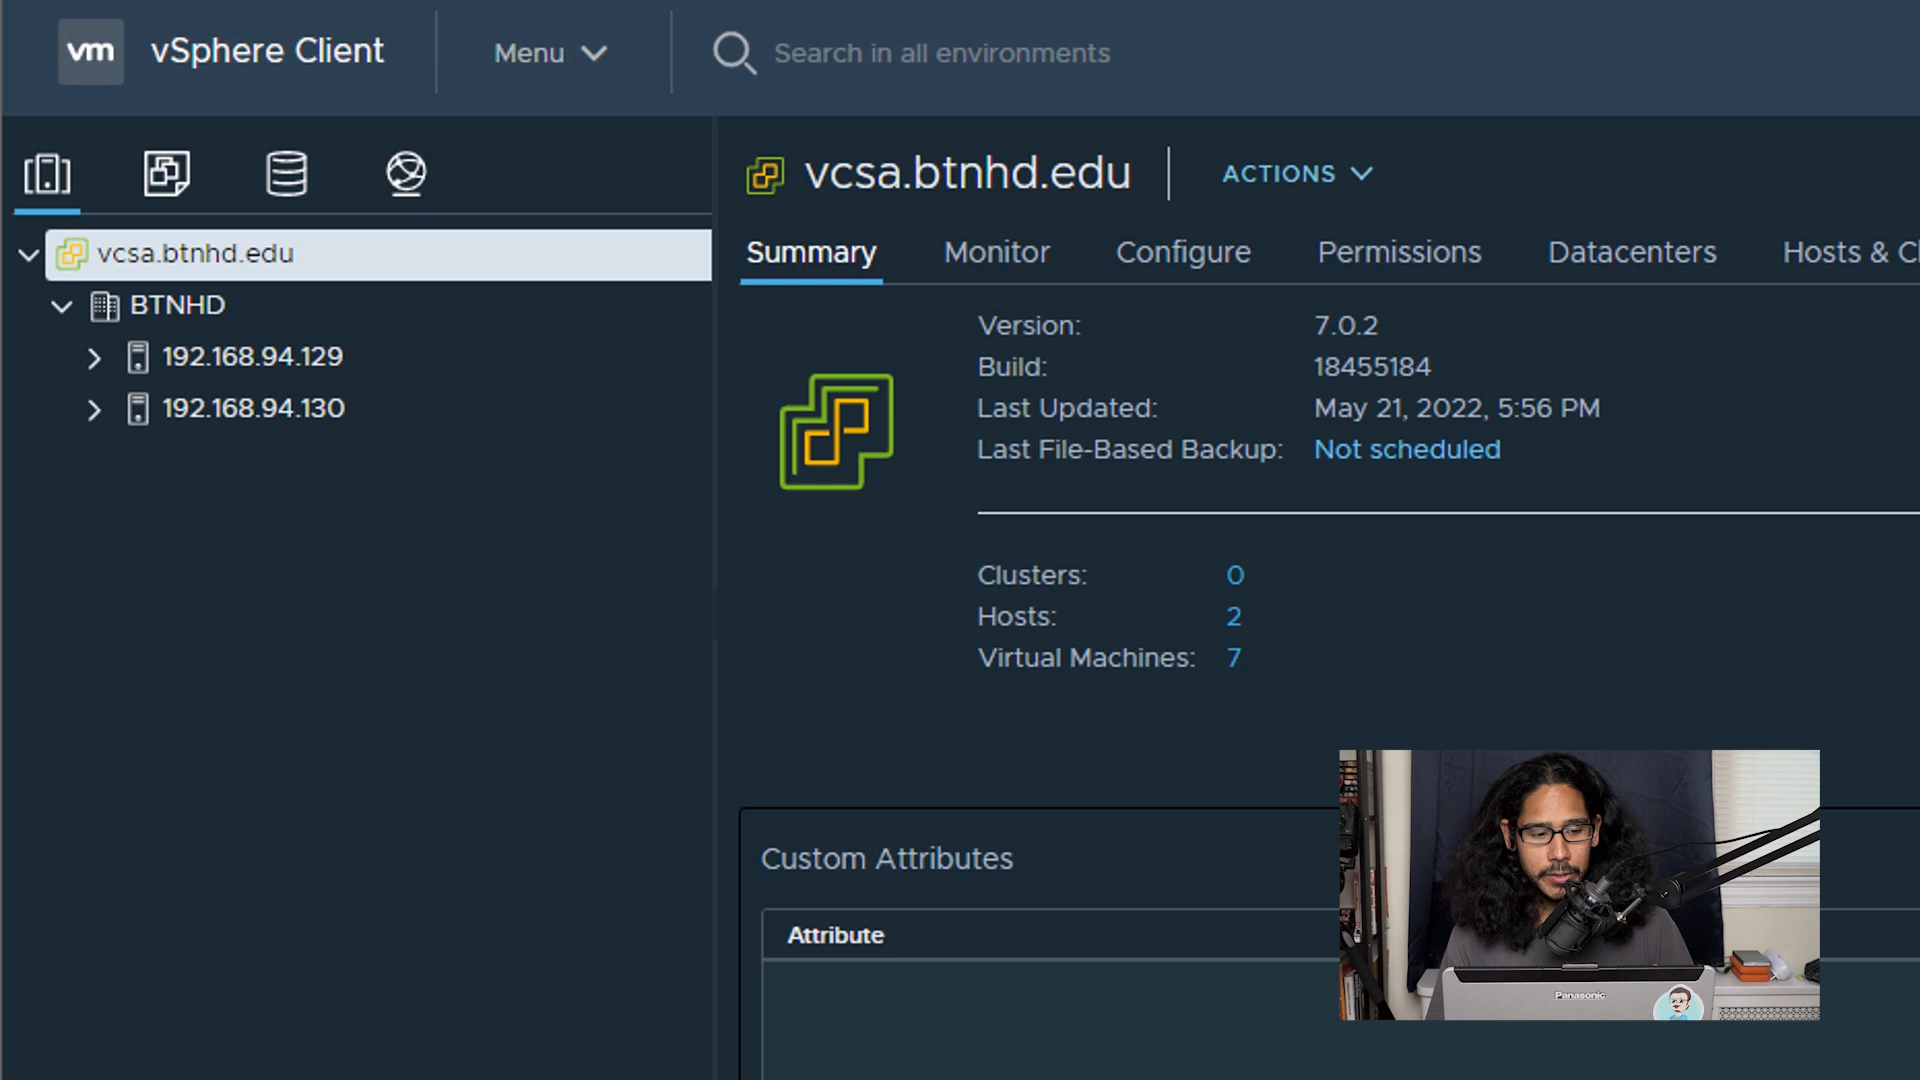 vm vSphere Client Menu Search in all environments
vcsa.btnhd.edu
BTNHD
192.168.94.129
192.168.94.130
vcsa.btnhd.edu ACTIONS
Summary Monitor Configure Permissions Datacenters Hosts & Cl
Version: 7.0.2
Build: 18455184
Last Updated: May 21, 2022, 5:56 PM
Last File-Based Backup: Not scheduled
Clusters: 0
Hosts: 2
Virtual Machines: 7
Custom Attributes
Attribute
Panasonic